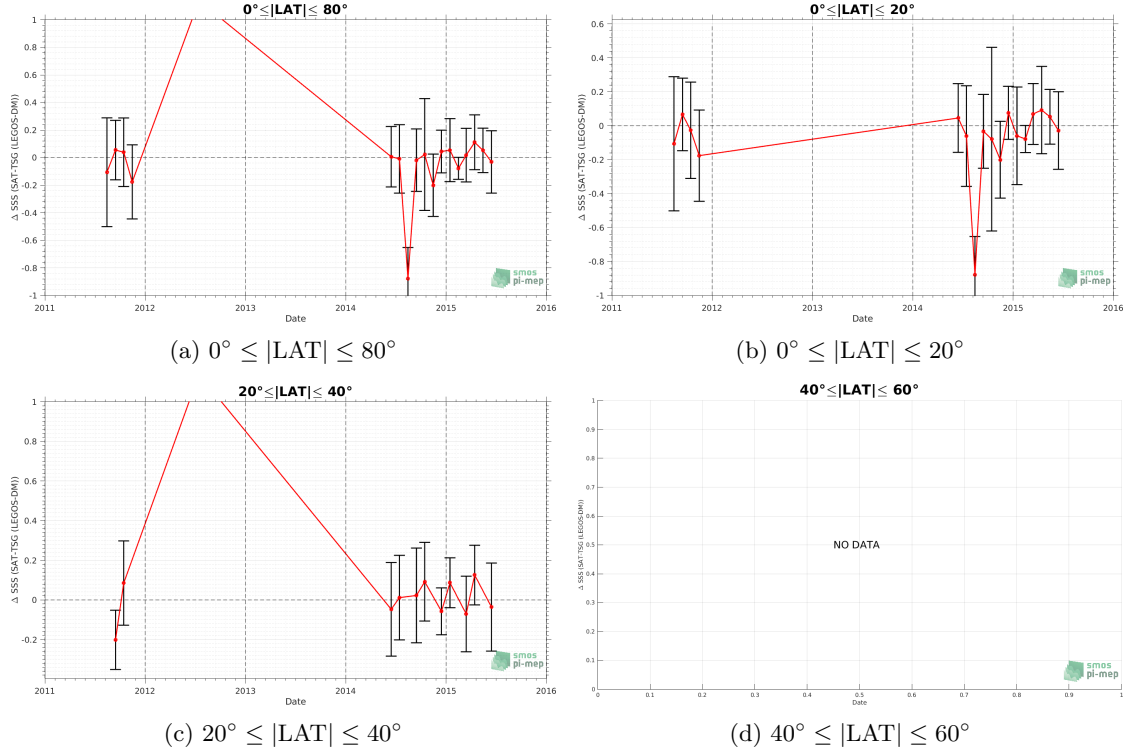 0°≤|LAT|≤ 80°
Δ SSS (SAT-TSG (LEGOS-DM))
1
0.8
0.6
0.4
0.2
0
-0.2
-0.4
-0.6
-0.8
-1
2011 2012 2013 2014 2015 2016
Date
smos
pi-mep
(a) 0° ≤ |LAT| ≤ 80°
0°≤|LAT|≤ 20°
Δ SSS (SAT-TSG (LEGOS-DM))
0.6
0.4
0.2
0
-0.2
-0.4
-0.6
-0.8
-1
2011 2012 2013 2014 2015 2016
Date
smos
pi-mep
(b) 0° ≤ |LAT| ≤ 20°
20°≤|LAT|≤ 40°
Δ SSS (SAT-TSG (LEGOS-DM))
1
0.8
0.6
0.4
0.2
0
-0.2
2011 2012 2013 2014 2015 2016
Date
smos
pi-mep
(c) 20° ≤ |LAT| ≤ 40°
40°≤|LAT|≤ 60°
Δ SSS (SAT-TSG (LEGOS-DM))
1
0.9
0.8
0.7
0.6
0.5
0.4
0.3
0.2
0.1
0
NO DATA
0 0.1 0.2 0.3 0.4 0.5 0.6 0.7 0.8 0.9 1
Date
smos
pi-mep
(d) 40° ≤ |LAT| ≤ 60°